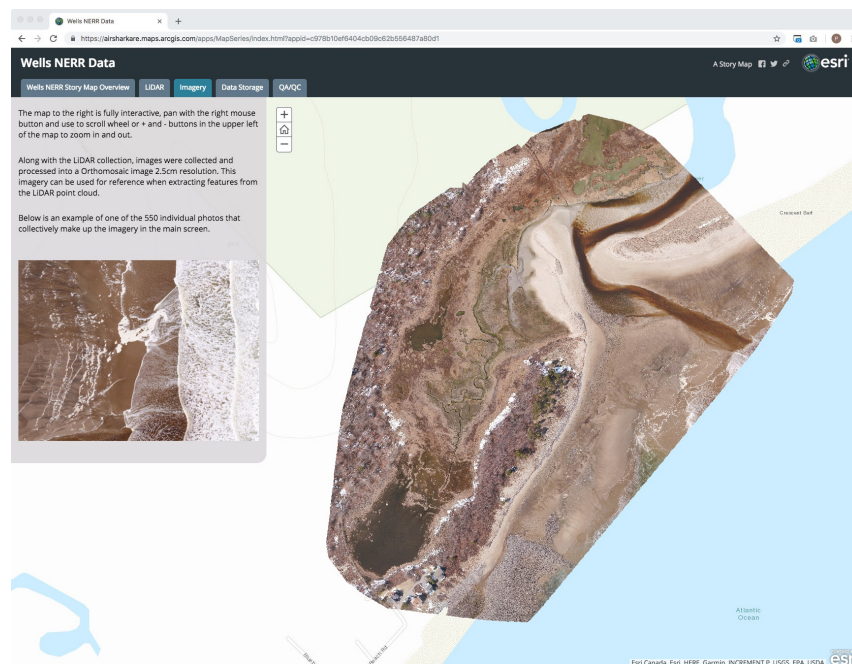 Wells NERR Data
https://airsharkare.maps.arcgis.com/apps/MapSeries/index.html?appid=c978b10ef6404cb09c62b556487a80d1
Wells NERR Data
A Story Map
esri
Wells NERR Story Map Overview
LiDAR
Imagery
Data Storage
QA/QC
The map to the right is fully interactive, pan with the right mouse
button and use to scroll wheel or + and - buttons in the upper left
of the map to zoom in and out.
Along with the LiDAR collection, images were collected and
processed into a Orthomosaic image 2.5cm resolution. This
imagery can be used for reference when extracting features from
the LiDAR point cloud.
Below is an example of one of the 550 individual photos that
collectively make up the imagery in the main screen.
Crescent Surf
Atlantic
Ocean
Beach Rd
Esri Canada, Esri, HERE, Garmin, INCREMENT P, USGS, EPA, USDA
esri